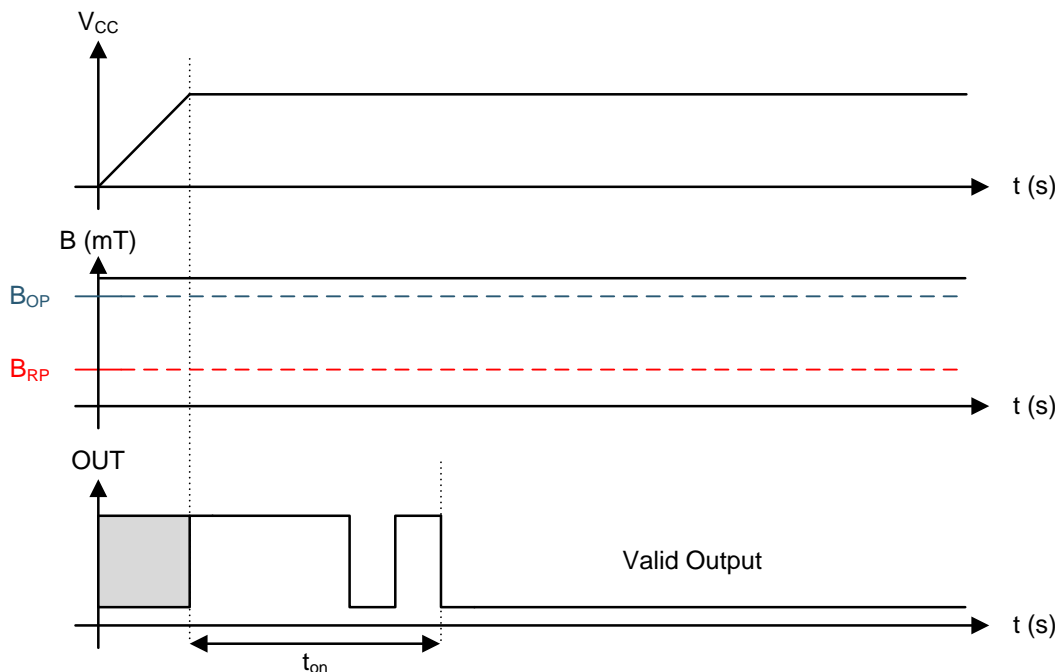 VCC
t (s)
B (mT)
BOP
BRP
t (s)
OUT
Valid Output
t (s)
ton